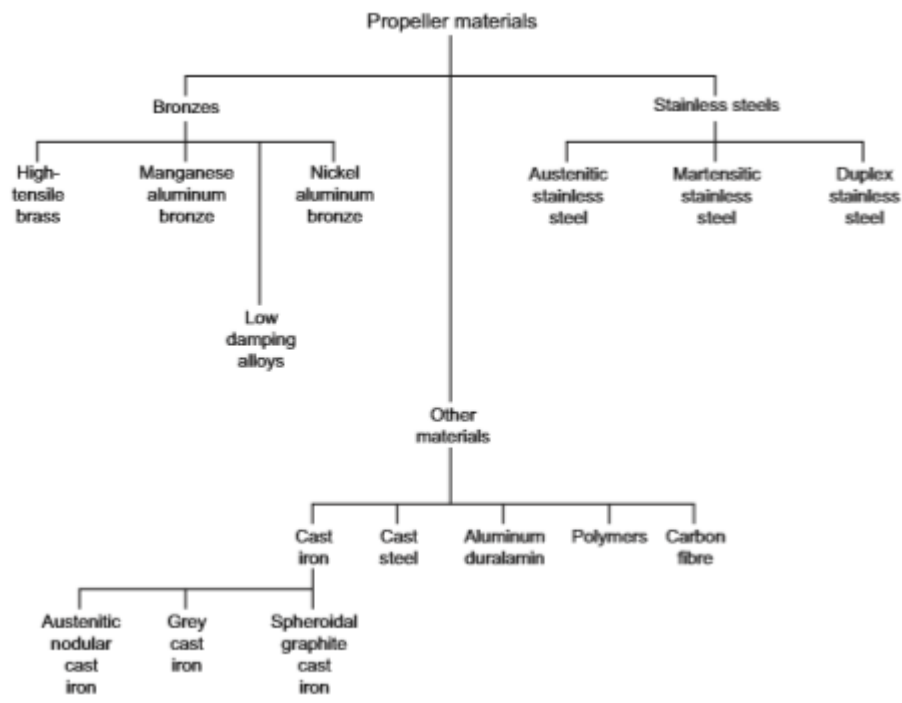 Propeller materials
Bronzes
Stainless steels
High-
tensile
brass
Manganese
aluminum
bronze
Nickel
aluminum
bronze
Austenitic
stainless
steel
Martensitic
stainless
steel
Duplex
stainless
steel
Low
damping
alloys
Other
materials
Cast
iron
Cast
steel
Aluminum
duralamin
Polymers
Carbon
fibre
Austenitic
nodular
cast
iron
Grey
cast
iron
Spheroidal
graphite
cast
iron